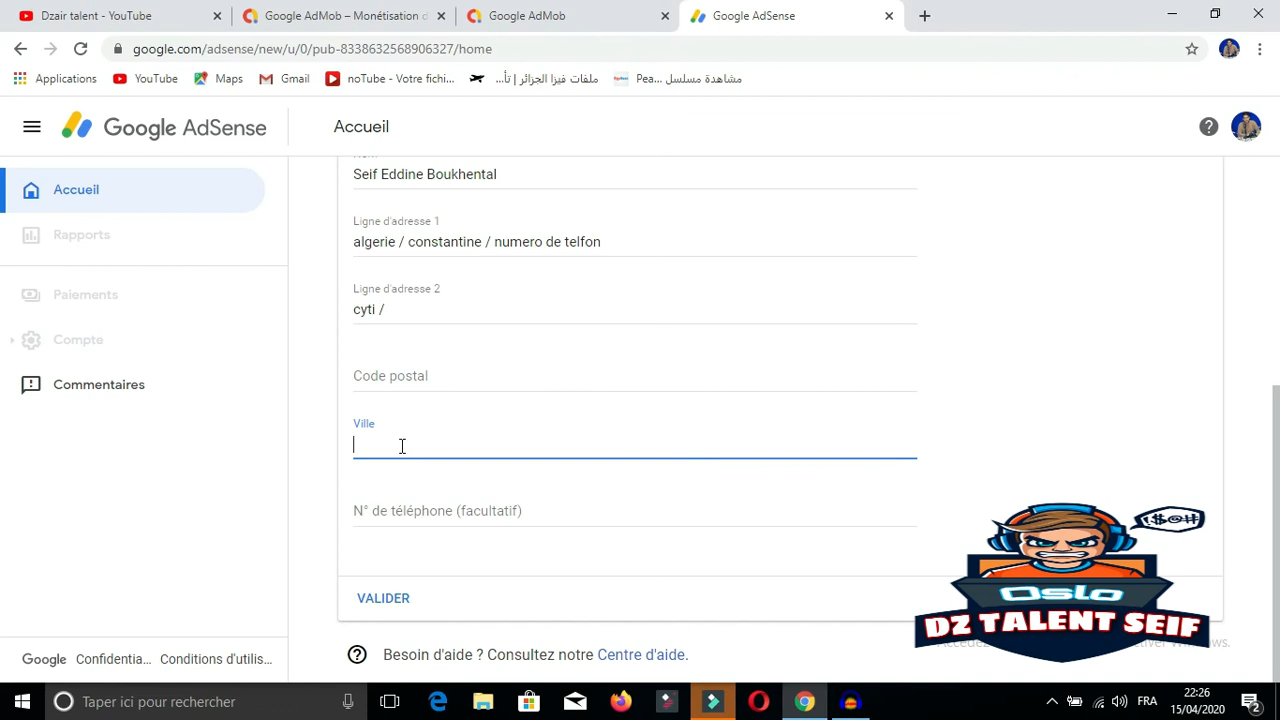 Dzair talent - YouTube
Google AdMob – Monétisation d
Google AdMob
Google AdSense
google.com/adsense/new/u/0/pub-8338632568906327/home
Applications
YouTube
Maps
Gmail
noTube - Votre fichi...
ملفات فيزا الجزائر | تأ...
Pea...
مشاهدة مسلسل
Google AdSense
Accueil
Accueil
Rapports
Paiements
Compte
Commentaires
Seif Eddine Boukhental
Ligne d'adresse 1
algerie / constantine / numero de telfon
Ligne d'adresse 2
cyti /
Code postal
Ville
N° de téléphone (facultatif)
VALIDER
!$@#!
Oslo
DZ TALENT SEIF
Besoin d'aide ? Consultez notre Centre d'aide.
Google Confidentia... Conditions d'utilis...
Taper ici pour rechercher
FRA
22:26
15/04/2020
2